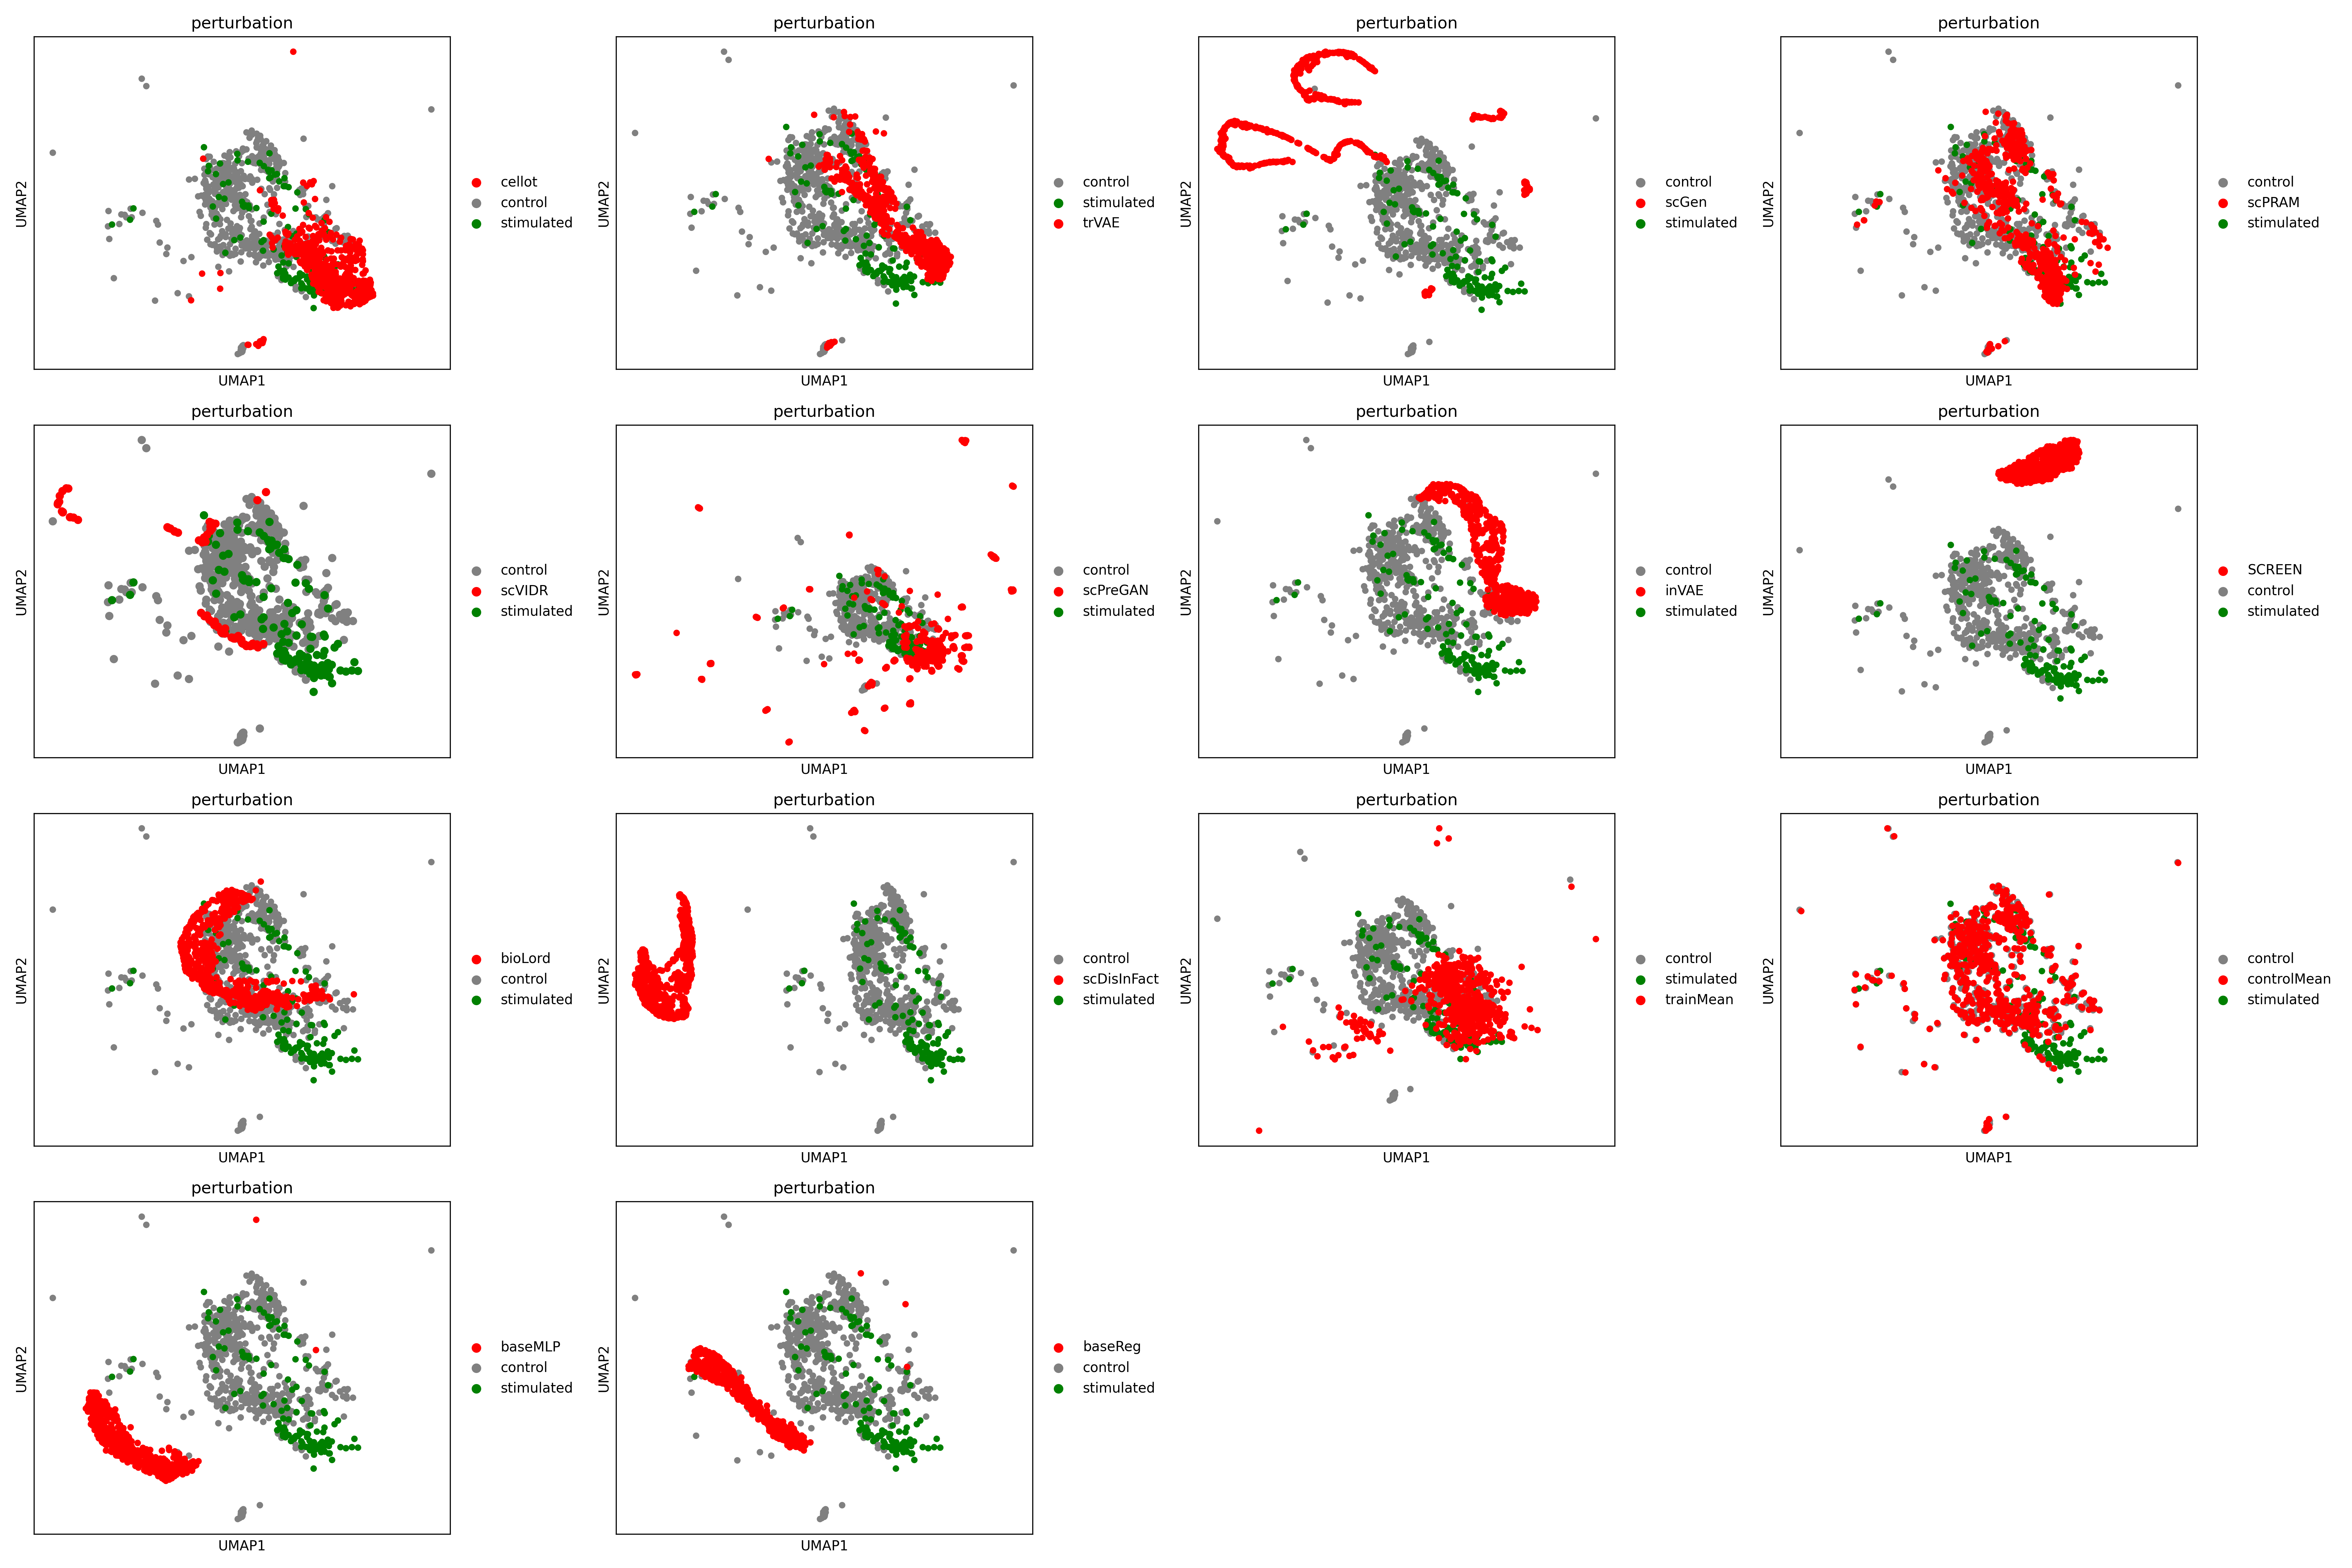 perturbation
UMAP2
UMAP1
cellot
control
stimulated
perturbation
UMAP2
UMAP1
control
stimulated
trVAE
perturbation
UMAP2
UMAP1
control
scGen
stimulated
perturbation
UMAP2
UMAP1
control
scPRAM
stimulated
perturbation
UMAP2
UMAP1
control
scVIDR
stimulated
perturbation
UMAP2
UMAP1
control
scPreGAN
stimulated
perturbation
UMAP2
UMAP1
control
inVAE
stimulated
perturbation
UMAP2
UMAP1
SCREEN
control
stimulated
perturbation
UMAP2
UMAP1
bioLord
control
stimulated
perturbation
UMAP2
UMAP1
control
scDisInFact
stimulated
perturbation
UMAP2
UMAP1
control
stimulated
trainMean
perturbation
UMAP2
UMAP1
control
controlMean
stimulated
perturbation
UMAP2
UMAP1
baseMLP
control
stimulated
perturbation
UMAP2
UMAP1
baseReg
control
stimulated